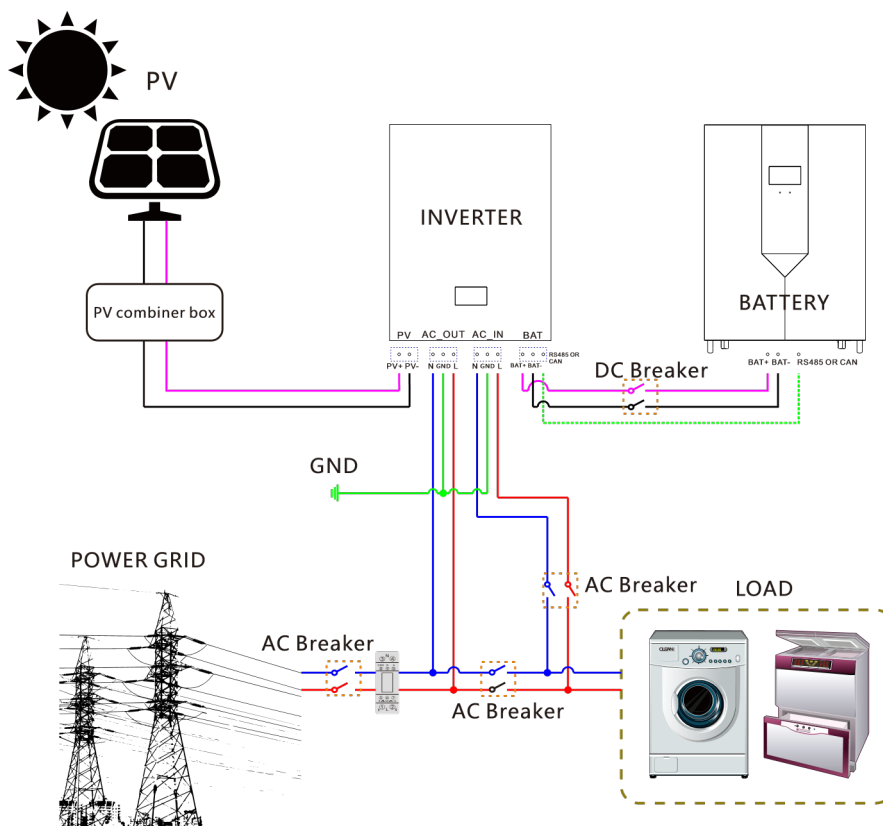 PV
INVERTER
BATTERY
PV combiner box
PV AC_OUT AC_IN BAT
RS485 OR
CAN
PV+ PV- N GND L N GND L BAT+ BAT-
BAT+ BAT- RS485 OR CAN
DC Breaker
GND
POWER GRID
AC Breaker
LOAD
AC Breaker
AC Breaker